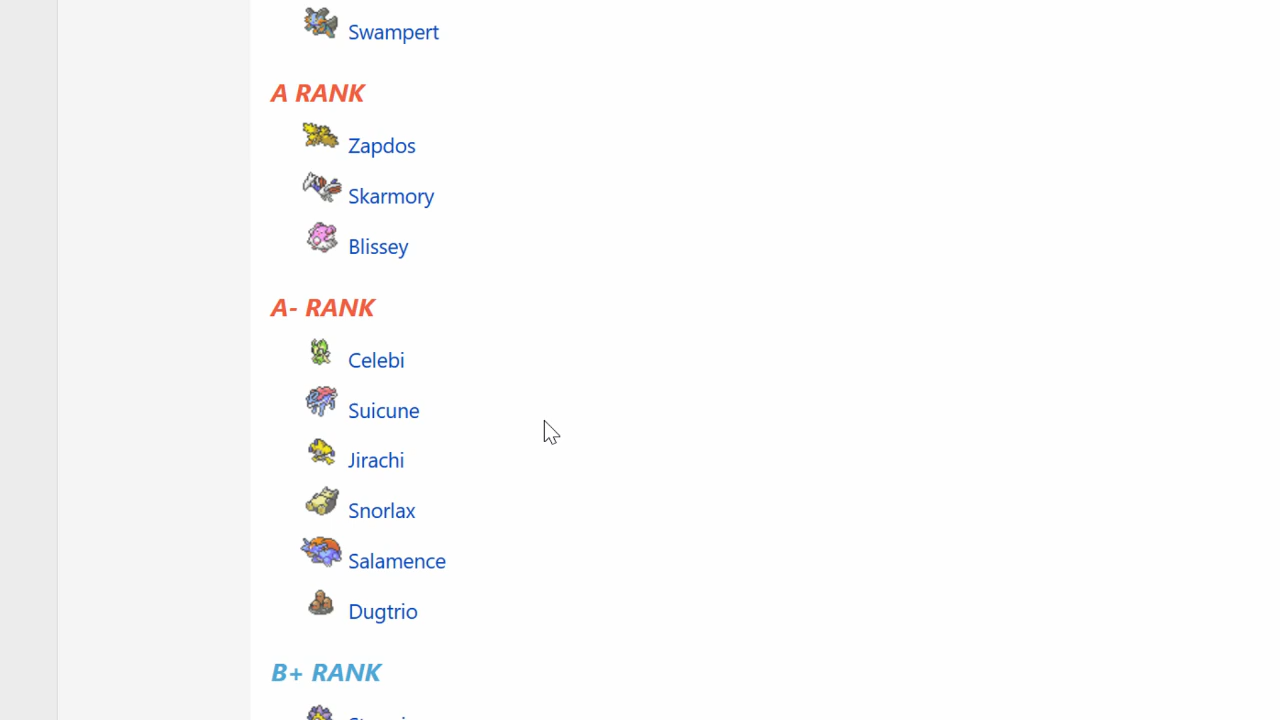 Swampert
A RANK
Zapdos
Skarmory
Blissey
A- RANK
Celebi
Suicune
Jirachi
Snorlax
Salamence
Dugtrio
B+ RANK